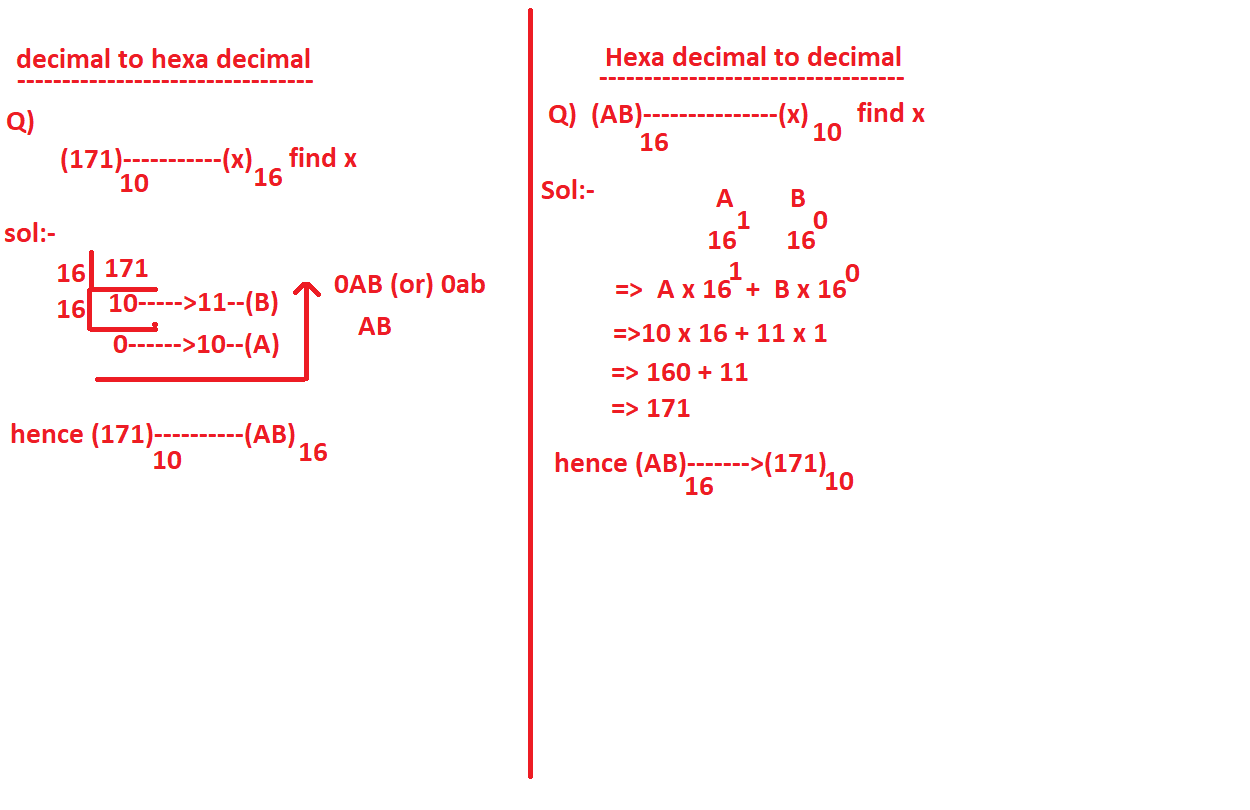 decimal to hexa decimal
---------------------------------
Q)
(171)-----------(x) find x
10 16
sol:-
16 171
16 10----->11--(B)
0------>10--(A)
0AB (or) 0ab
AB
hence (171)----------(AB)
10 16
Hexa decimal to decimal
----------------------------------
Q) (AB)---------------(x) find x
16 10
Sol:-
A B
1 0
16 16
1 0
=> A x 16 + B x 16
=>10 x 16 + 11 x 1
=> 160 + 11
=> 171
hence (AB)------->(171)
16 10